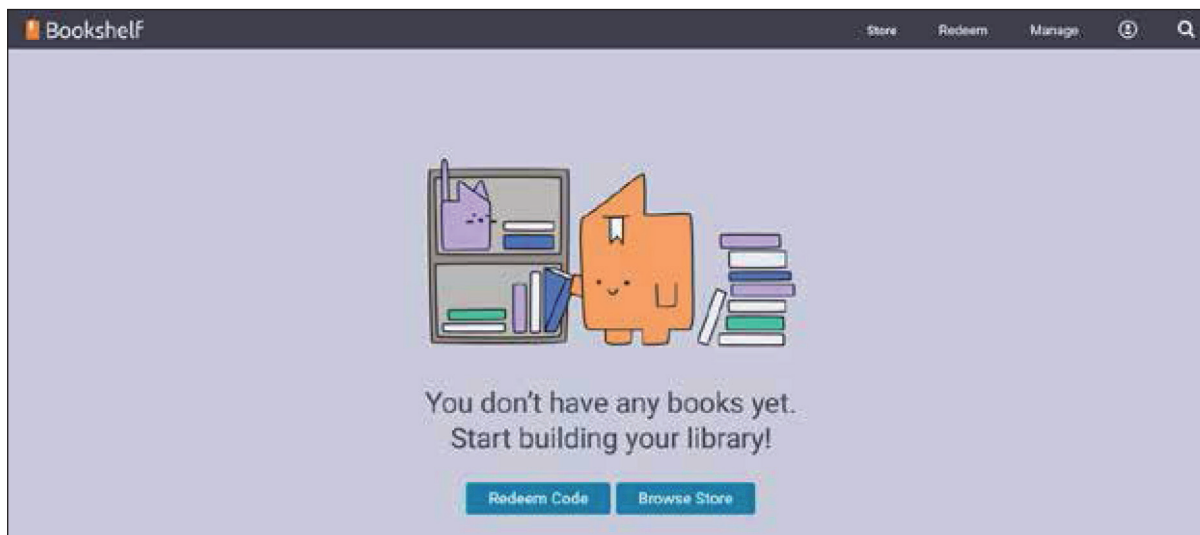 Bookshelf
Store Redeem Manage
You don't have any books yet.
Start building your library!
Redeem Code Browse Store